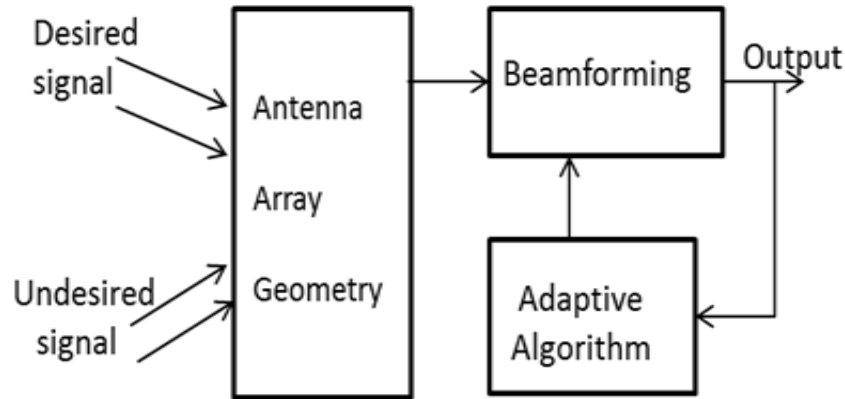 Desired
signal
Antenna
Array
Geometry
Undesired
signal
Beamforming
Output
Adaptive
Algorithm